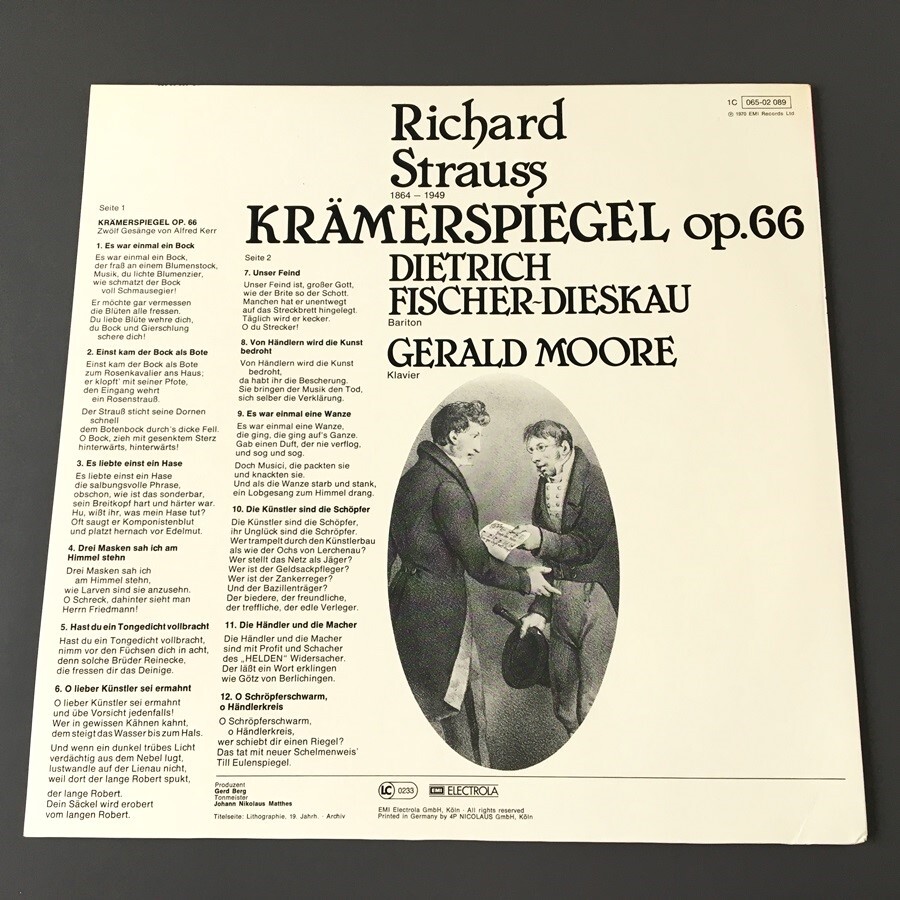 Richard
Strauss
1864 – 1949
KRÄMERSPIEGEL op.66
DIETRICH
FISCHER-DIESKAU
Bariton
GERALD MOORE
Klavier
1C 065-02 089
℗ 1970 EMI Records Ltd
Seite 1
KRÄMERSPIEGEL OP. 66
Zwölf Gesänge von Alfred Kerr
1. Es war einmal ein Bock
Es war einmal ein Bock,
der fraß an einem Blumenstock,
Musik, du lichte Blumenzier,
wie schmatzt der Bock
voll Schmausegier!
Er möchte gar vermessen
die Blüten alle fressen.
Du liebe Blüte wehre dich,
du Bock und Gierschlung
schere dich!
2. Einst kam der Bock als Bote
Einst kam der Bock als Bote
zum Rosenkavalier ans Haus;
er klopft' mit seiner Pfote,
den Eingang wehrt
ein Rosenstrauß.
Der Strauß sticht seine Dornen
schnell
dem Botenbock durch's dicke Fell.
O Bock, zieh mit gesenktem Sterz
hinterwärts, hinterwärts!
3. Es liebte einst ein Hase
Es liebte einst ein Hase
die salbungsvolle Phrase,
obschon, wie ist das sonderbar,
sein Breitkopf hart und härter war.
Hu, wißt ihr, was mein Hase tut?
Oft saugt er Komponistenblut
und platzt hernach vor Edelmut.
4. Drei Masken sah ich am
Himmel stehn
Drei Masken sah ich
am Himmel stehn,
wie Larven sind sie anzusehn.
O Schreck, dahinter sieht man
Herrn Friedmann!
5. Hast du ein Tongedicht vollbracht
Hast du ein Tongedicht vollbracht,
nimm vor den Füchsen dich in acht,
denn solche Brüder Reinecke,
die fressen dir das Deinige.
6. O lieber Künstler sei ermahnt
O lieber Künstler sei ermahnt
und übe Vorsicht jedenfalls!
Wer in gewissen Kähnen kahnt,
dem steigt das Wasser bis zum Hals.
Und wenn ein dunkel trübes Licht
verdächtig aus dem Nebel lugt,
lustwandle auf der Lienau nicht,
weil dort der lange Robert spukt,
der lange Robert.
Dein Säckel wird erobert
vom langen Robert.
Seite 2
7. Unser Feind
Unser Feind ist, großer Gott,
wie der Brite so der Schott.
Manchen hat er unentwegt
auf das Streckbrett hingelegt.
Täglich wird er kecker.
O du Strecker!
8. Von Händlern wird die Kunst
bedroht
Von Händlern wird die Kunst
bedroht,
da habt ihr die Bescherung.
Sie bringen der Musik den Tod,
sich selber die Verklärung.
9. Es war einmal eine Wanze
Es war einmal eine Wanze,
die ging, die ging auf's Ganze.
Gab einen Duft, der nie verflog,
und sog und sog.
Doch Musici, die packten sie
und knackten sie.
Und als die Wanze starb und stank,
ein Lobgesang zum Himmel drang.
10. Die Künstler sind die Schöpfer
Die Künstler sind die Schöpfer,
ihr Unglück sind die Schröpfer.
Wer trampelt durch den Künstlerbau
als wie der Ochs von Lerchenau?
Wer stellt das Netz als Jäger?
Wer ist der Geldsackpfleger?
Wer ist der Zankerreger?
Und der Bazillenträger?
Der biedere, der freundliche,
der treffliche, der edle Verleger.
11. Die Händler und die Macher
Die Händler und die Macher
sind mit Profit und Schacher
des „HELDEN“ Widersacher.
Der läßt ein Wort erklingen
wie Götz von Berlichingen.
12. O Schröpferschwarm,
o Händlerkreis
O Schröpferschwarm,
o Händlerkreis,
wer schiebt dir einen Riegel?
Das tat mit neuer Schelmenweis'
Till Eulenspiegel.
Produzent
Gerd Berg
Tonmeister
Johann Nikolaus Matthes
Titelseite: Lithographie, 19. Jahrh. · Archiv
LC 0233
EMI ELECTROLA
EMI Electrola GmbH, Köln · All rights reserved
Printed in Germany by 4P NICOLAUS GmbH, Köln